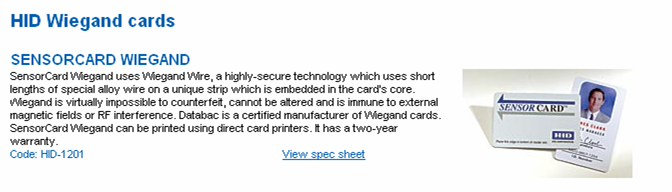 HID Wiegand cards
SENSORCARD WIEGAND
SensorCard Wiegand uses Wiegand Wire, a highly-secure technology which uses short
lengths of special alloy wire on a unique strip which is embedded in the card's core.
Wiegand is virtually impossible to counterfeit, cannot be altered and is immune to external
magnetic fields or RF interference. Databac is a certified manufacturer of Wiegand cards.
SensorCard Wiegand can be printed using direct card printers. It has a two-year
warranty.
Code: HID-1201
View spec sheet
SENSOR CARD
HID